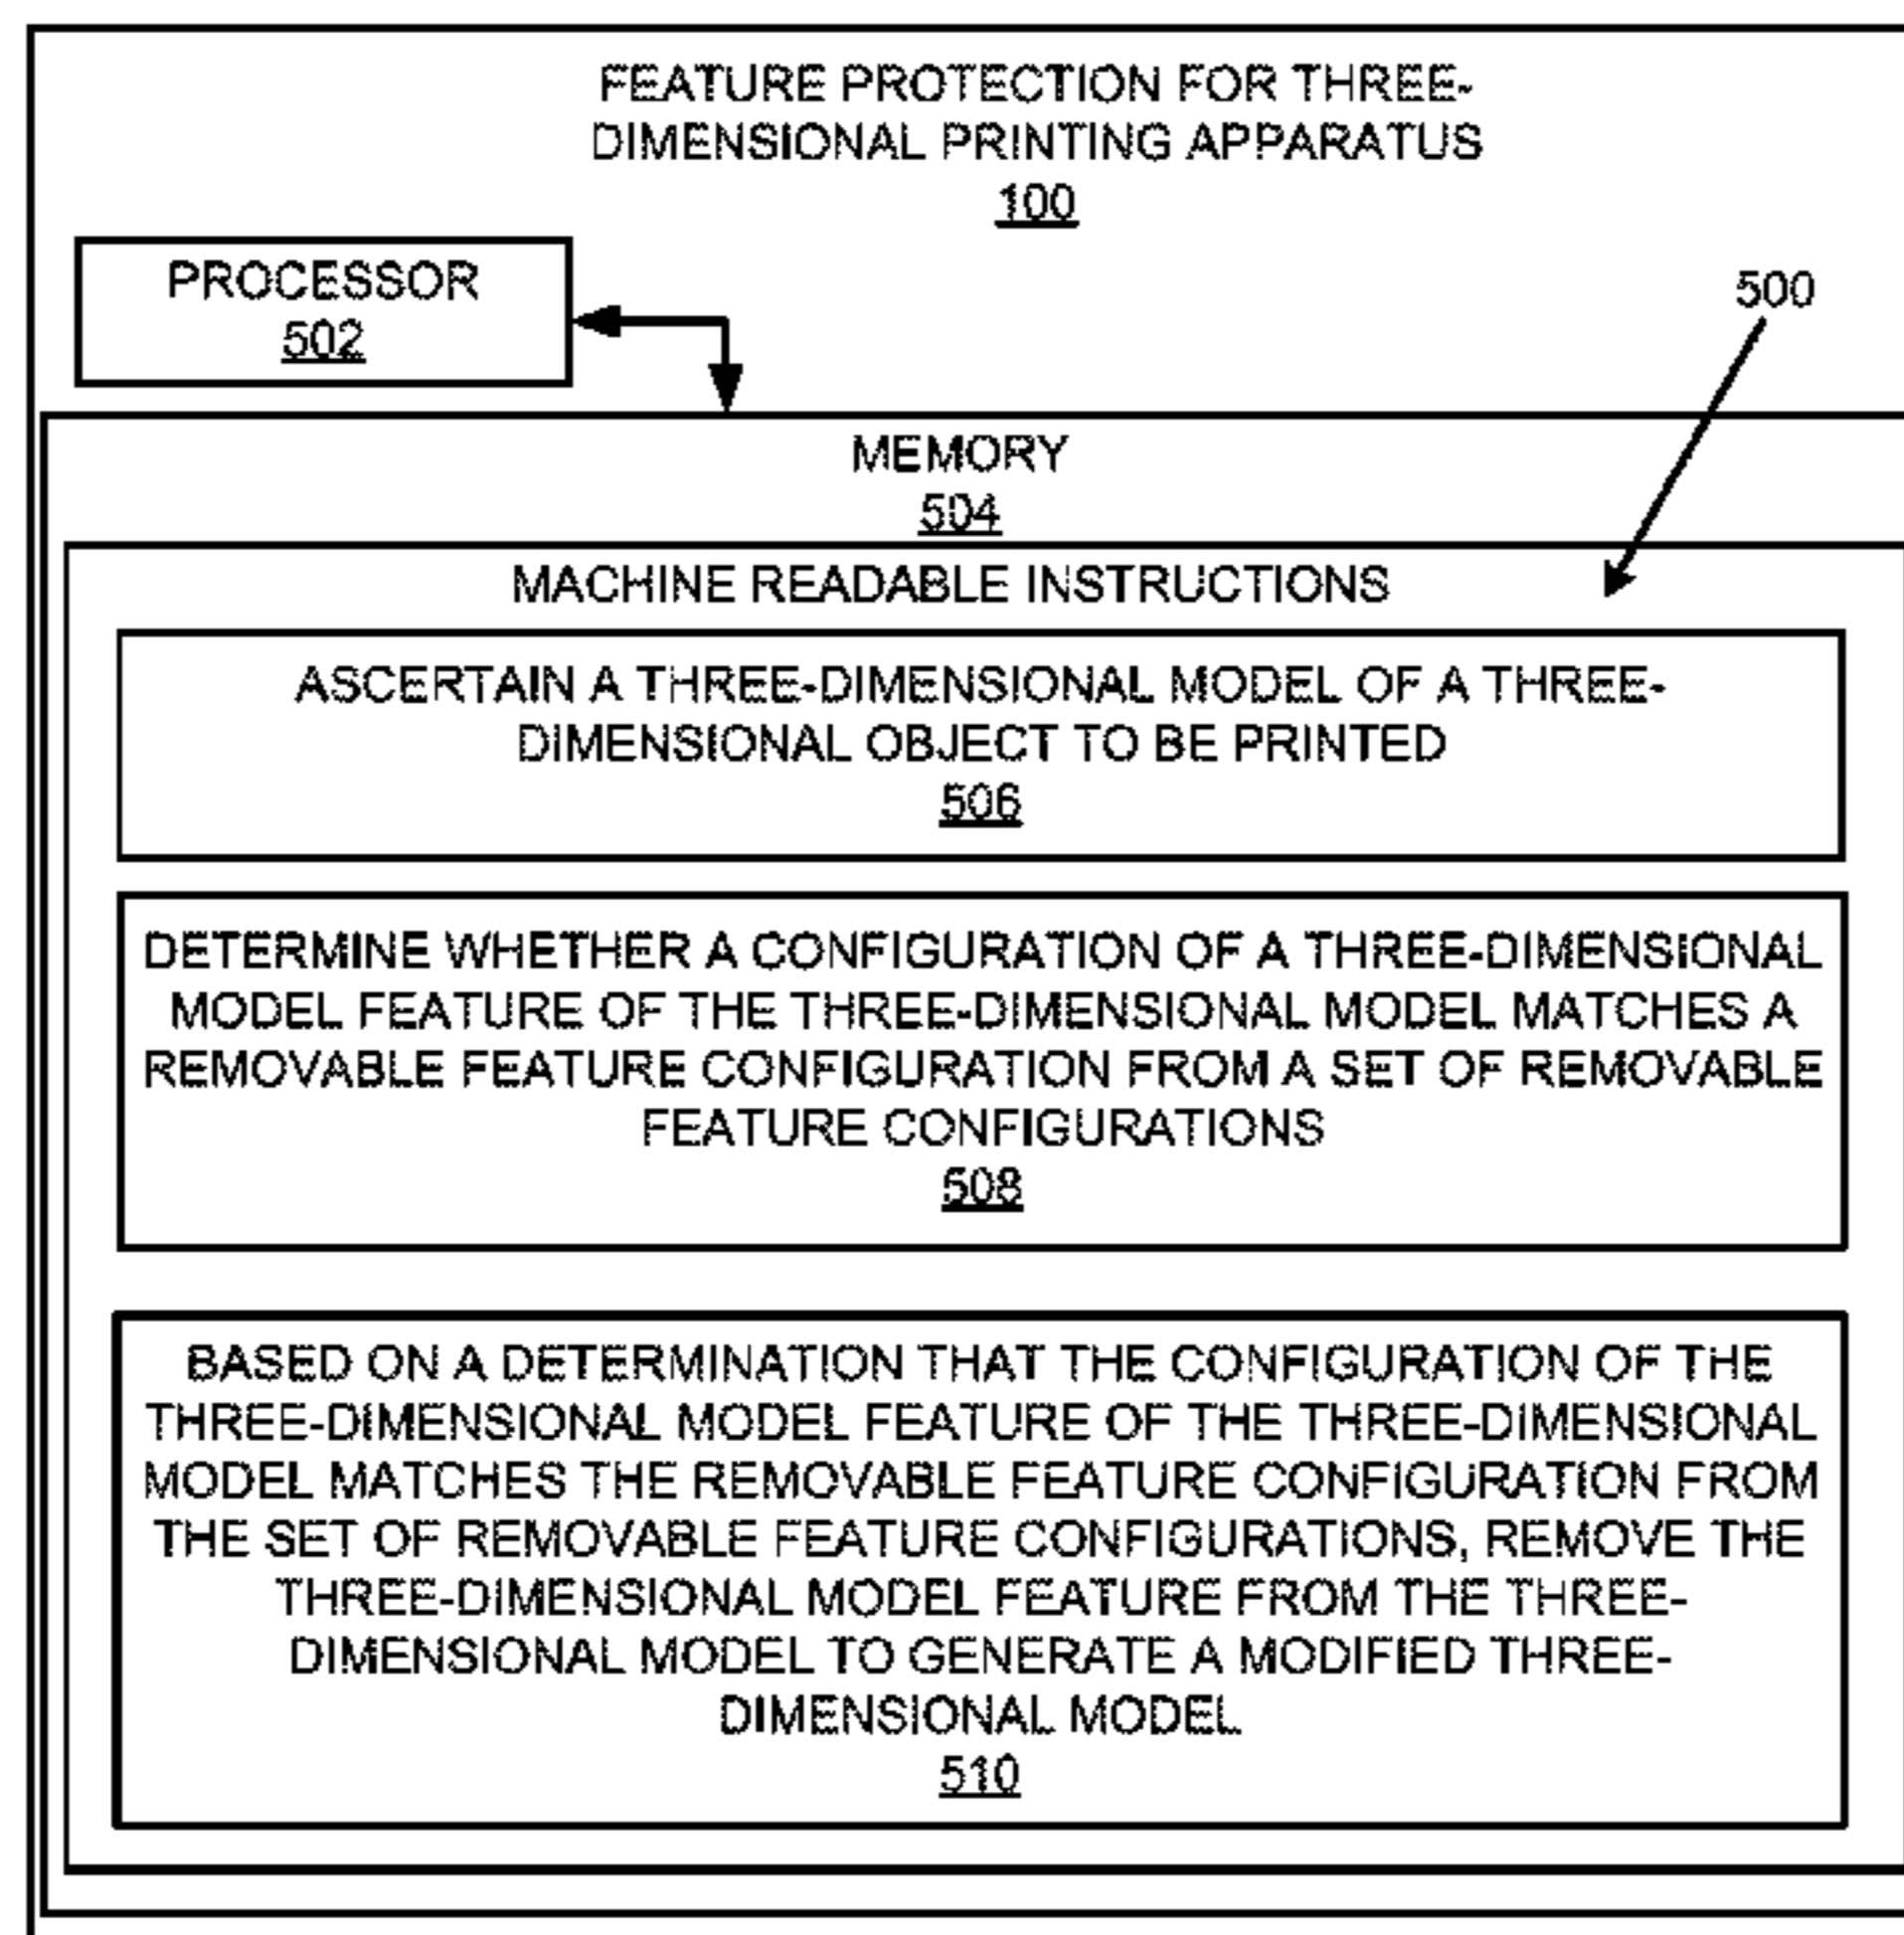 FEATURE PROTECTION FOR THREE-
DIMENSIONAL PRINTING APPARATUS
100
PROCESSOR
502
500
MEMORY
504
MACHINE READABLE INSTRUCTIONS
ASCERTAIN A THREE-DIMENSIONAL MODEL OF A THREE-
DIMENSIONAL OBJECT TO BE PRINTED
506
DETERMINE WHETHER A CONFIGURATION OF A THREE-DIMENSIONAL
MODEL FEATURE OF THE THREE-DIMENSIONAL MODEL MATCHES A
REMOVABLE FEATURE CONFIGURATION FROM A SET OF REMOVABLE
FEATURE CONFIGURATIONS
508
BASED ON A DETERMINATION THAT THE CONFIGURATION OF THE
THREE-DIMENSIONAL MODEL FEATURE OF THE THREE-DIMENSIONAL
MODEL MATCHES THE REMOVABLE FEATURE CONFIGURATION FROM
THE SET OF REMOVABLE FEATURE CONFIGURATIONS, REMOVE THE
THREE-DIMENSIONAL MODEL FEATURE FROM THE THREE-
DIMENSIONAL MODEL TO GENERATE A MODIFIED THREE-
DIMENSIONAL MODEL
510